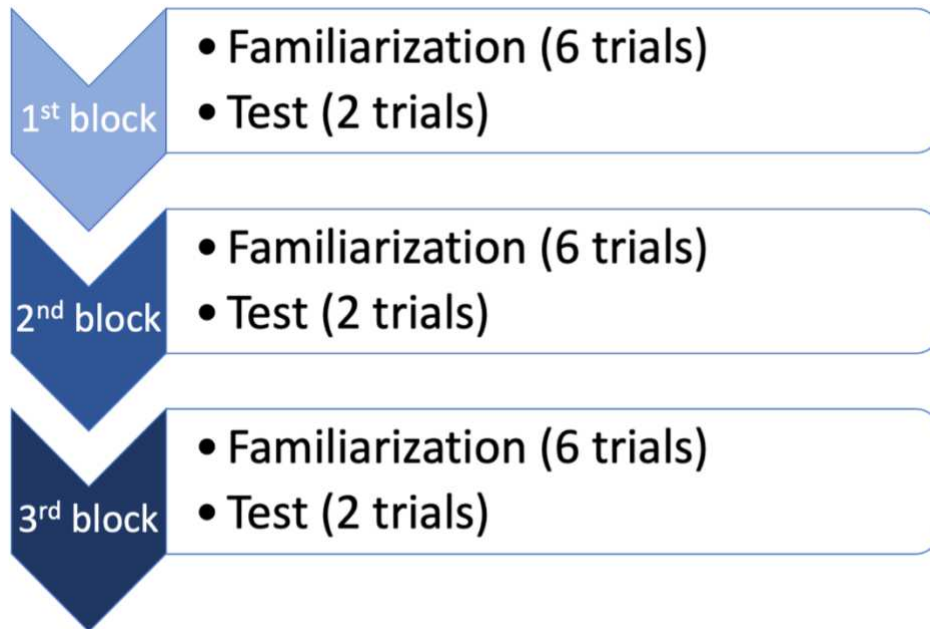 1st block
• Familiarization (6 trials)
• Test (2 trials)
2nd block
• Familiarization (6 trials)
• Test (2 trials)
3rd block
• Familiarization (6 trials)
• Test (2 trials)